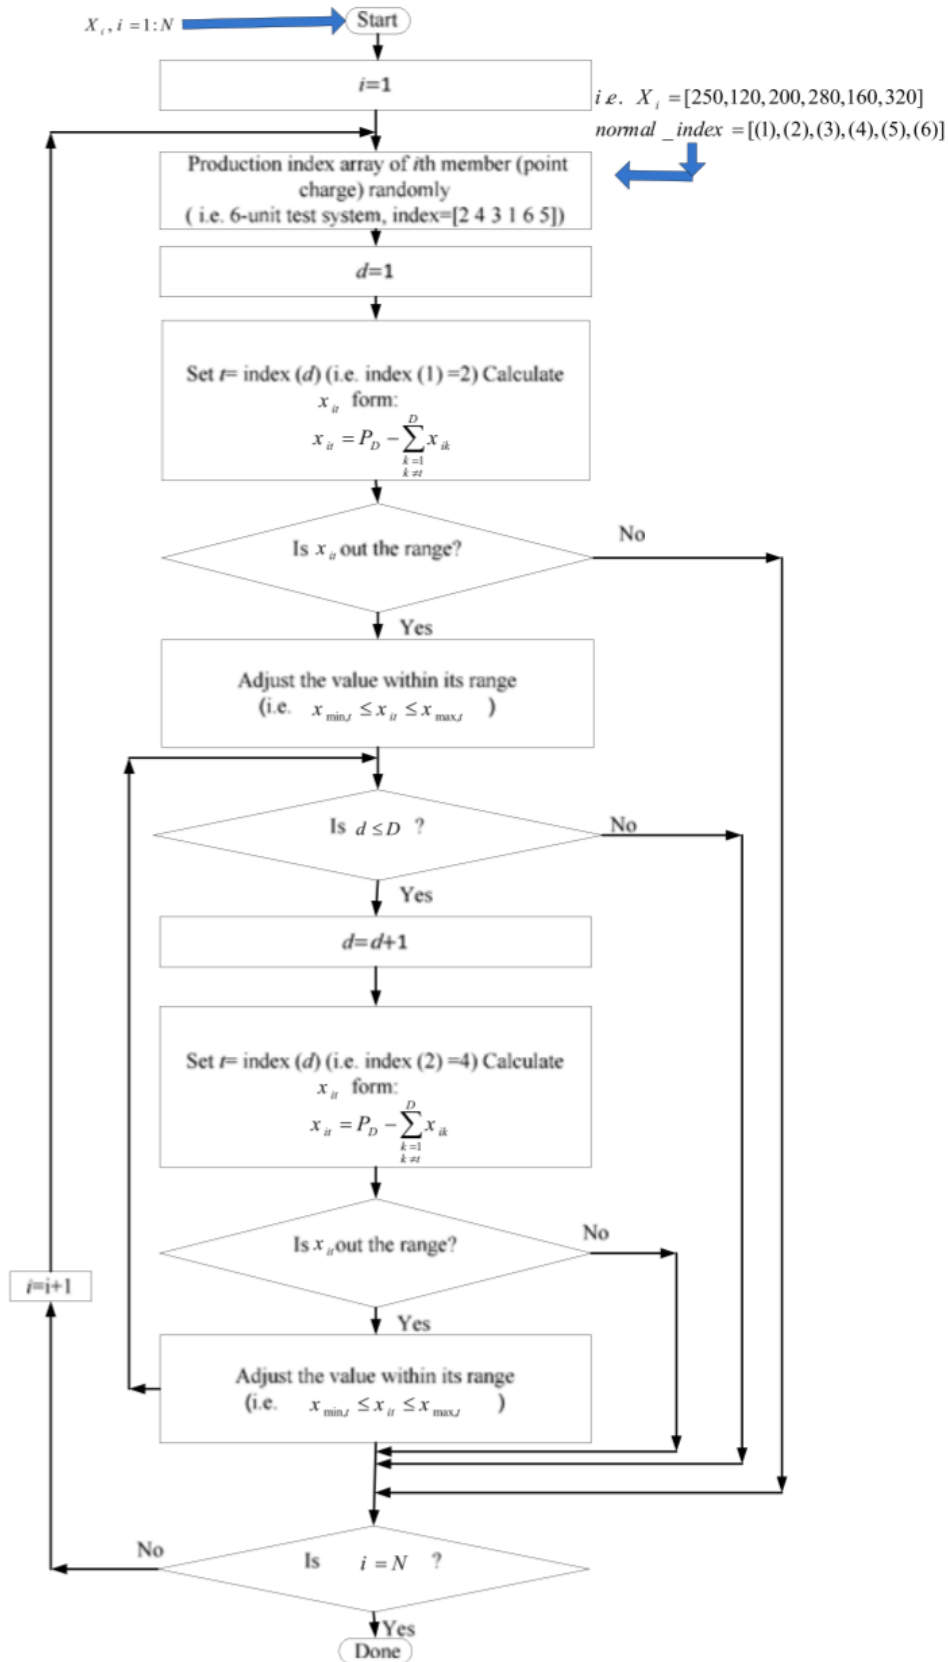 X_i, i = 1:N
Start
i=1
i.e. X_i = [250,120,200,280,160,320]
normal _ index = [(1),(2),(3),(4),(5),(6)]
Production index array of ith member (point
charge) randomly
( i.e. 6-unit test system, index=[2 4 3 1 6 5])
d=1
Set t= index (d) (i.e. index (1) =2) Calculate
x_it form:
x_it = P_D − ∑_{k=1, k≠t}^{D} x_ik
Is x_it out the range?
No
Yes
Adjust the value within its range
(i.e. x_min,t ≤ x_it ≤ x_max,t )
Is d ≤ D ?
No
Yes
d=d+1
Set t= index (d) (i.e. index (2) =4) Calculate
x_it form:
x_it = P_D − ∑_{k=1, k≠t}^{D} x_ik
Is x_it out the range?
No
i=i+1
Yes
Adjust the value within its range
(i.e. x_min,t ≤ x_it ≤ x_max,t )
No
Is i = N ?
Yes
Done